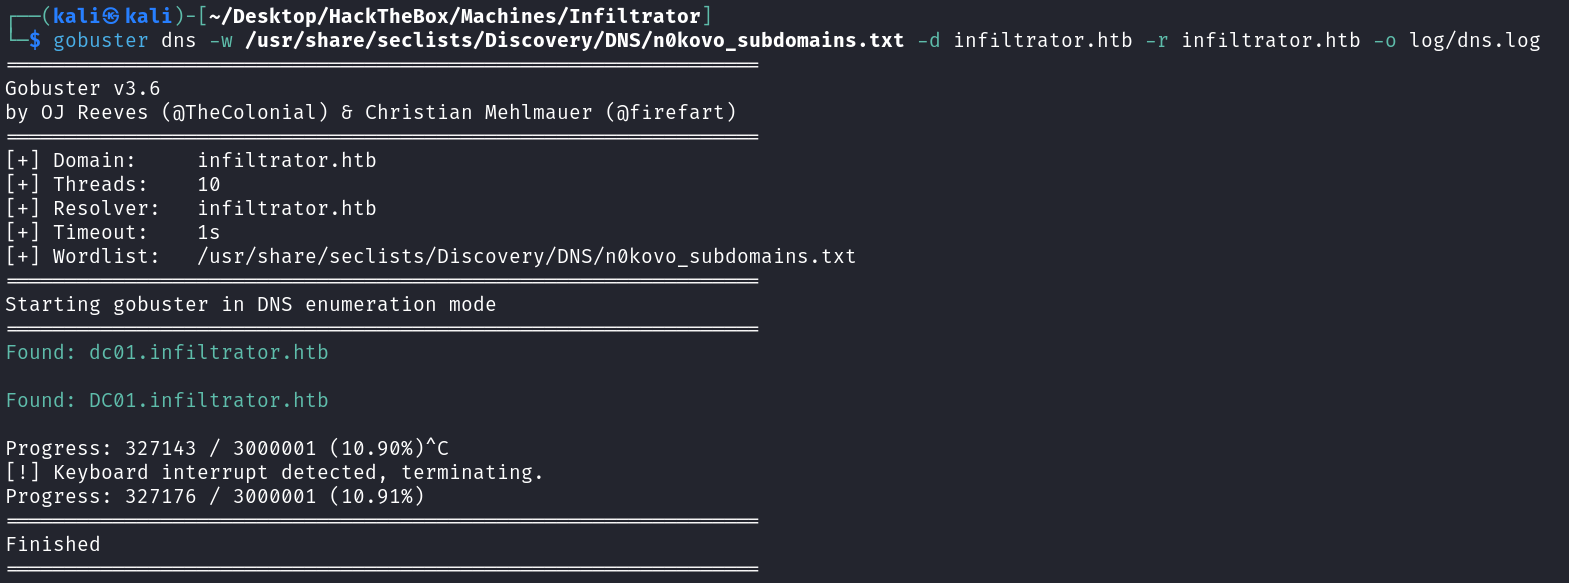 ┌──(kali㉿kali)-[~/Desktop/HackTheBox/Machines/Infiltrator]
└─$ gobuster dns -w /usr/share/seclists/Discovery/DNS/n0kovo_subdomains.txt -d infiltrator.htb -r infiltrator.htb -o log/dns.log
===============================================================
Gobuster v3.6
by OJ Reeves (@TheColonial) & Christian Mehlmauer (@firefart)
===============================================================
[+] Domain:     infiltrator.htb
[+] Threads:    10
[+] Resolver:   infiltrator.htb
[+] Timeout:    1s
[+] Wordlist:   /usr/share/seclists/Discovery/DNS/n0kovo_subdomains.txt
===============================================================
Starting gobuster in DNS enumeration mode
===============================================================
Found: dc01.infiltrator.htb
Found: DC01.infiltrator.htb
Progress: 327143 / 3000001 (10.90%)^C
[!] Keyboard interrupt detected, terminating.
Progress: 327176 / 3000001 (10.91%)
===============================================================
Finished
===============================================================